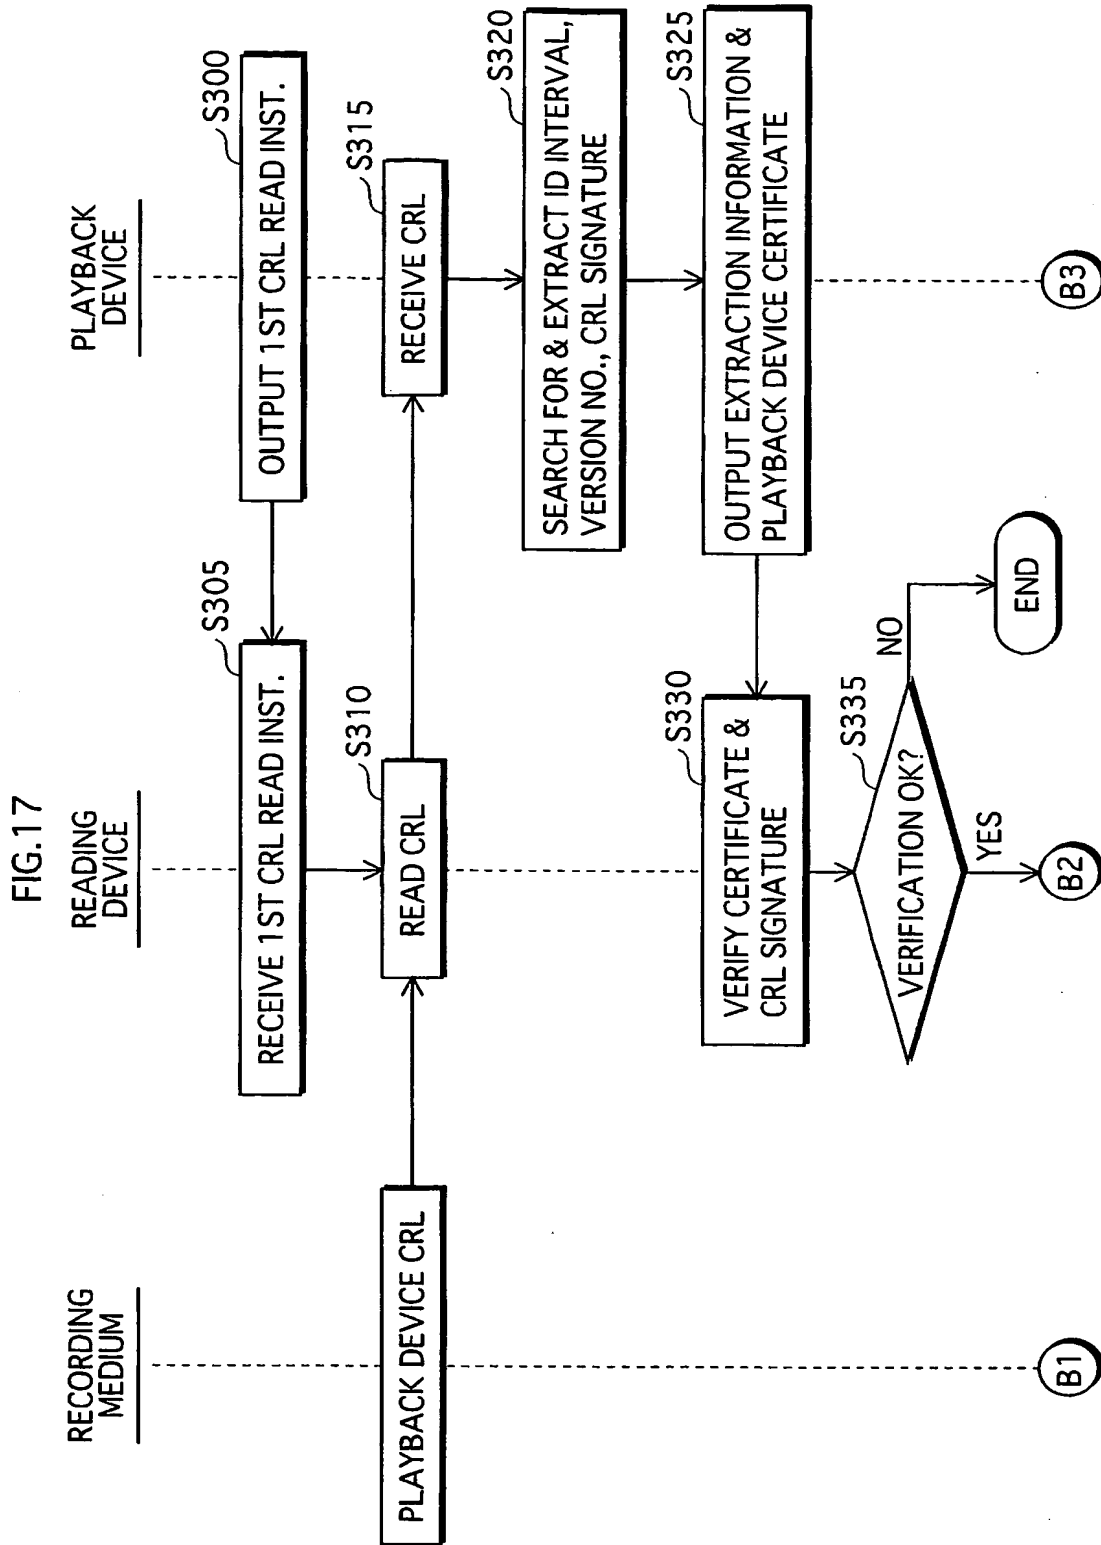 FIG.17
RECORDING
MEDIUM
READING
DEVICE
PLAYBACK
DEVICE
S300
OUTPUT 1ST CRL READ INST.
S305
RECEIVE 1ST CRL READ INST.
PLAYBACK DEVICE CRL
S310
READ CRL
S315
RECEIVE CRL
S320
SEARCH FOR & EXTRACT ID INTERVAL,
VERSION NO., CRL SIGNATURE
S325
OUTPUT EXTRACTION INFORMATION &
PLAYBACK DEVICE CERTIFICATE
S330
VERIFY CERTIFICATE &
CRL SIGNATURE
S335
VERIFICATION OK?
NO
END
YES
B1
B2
B3